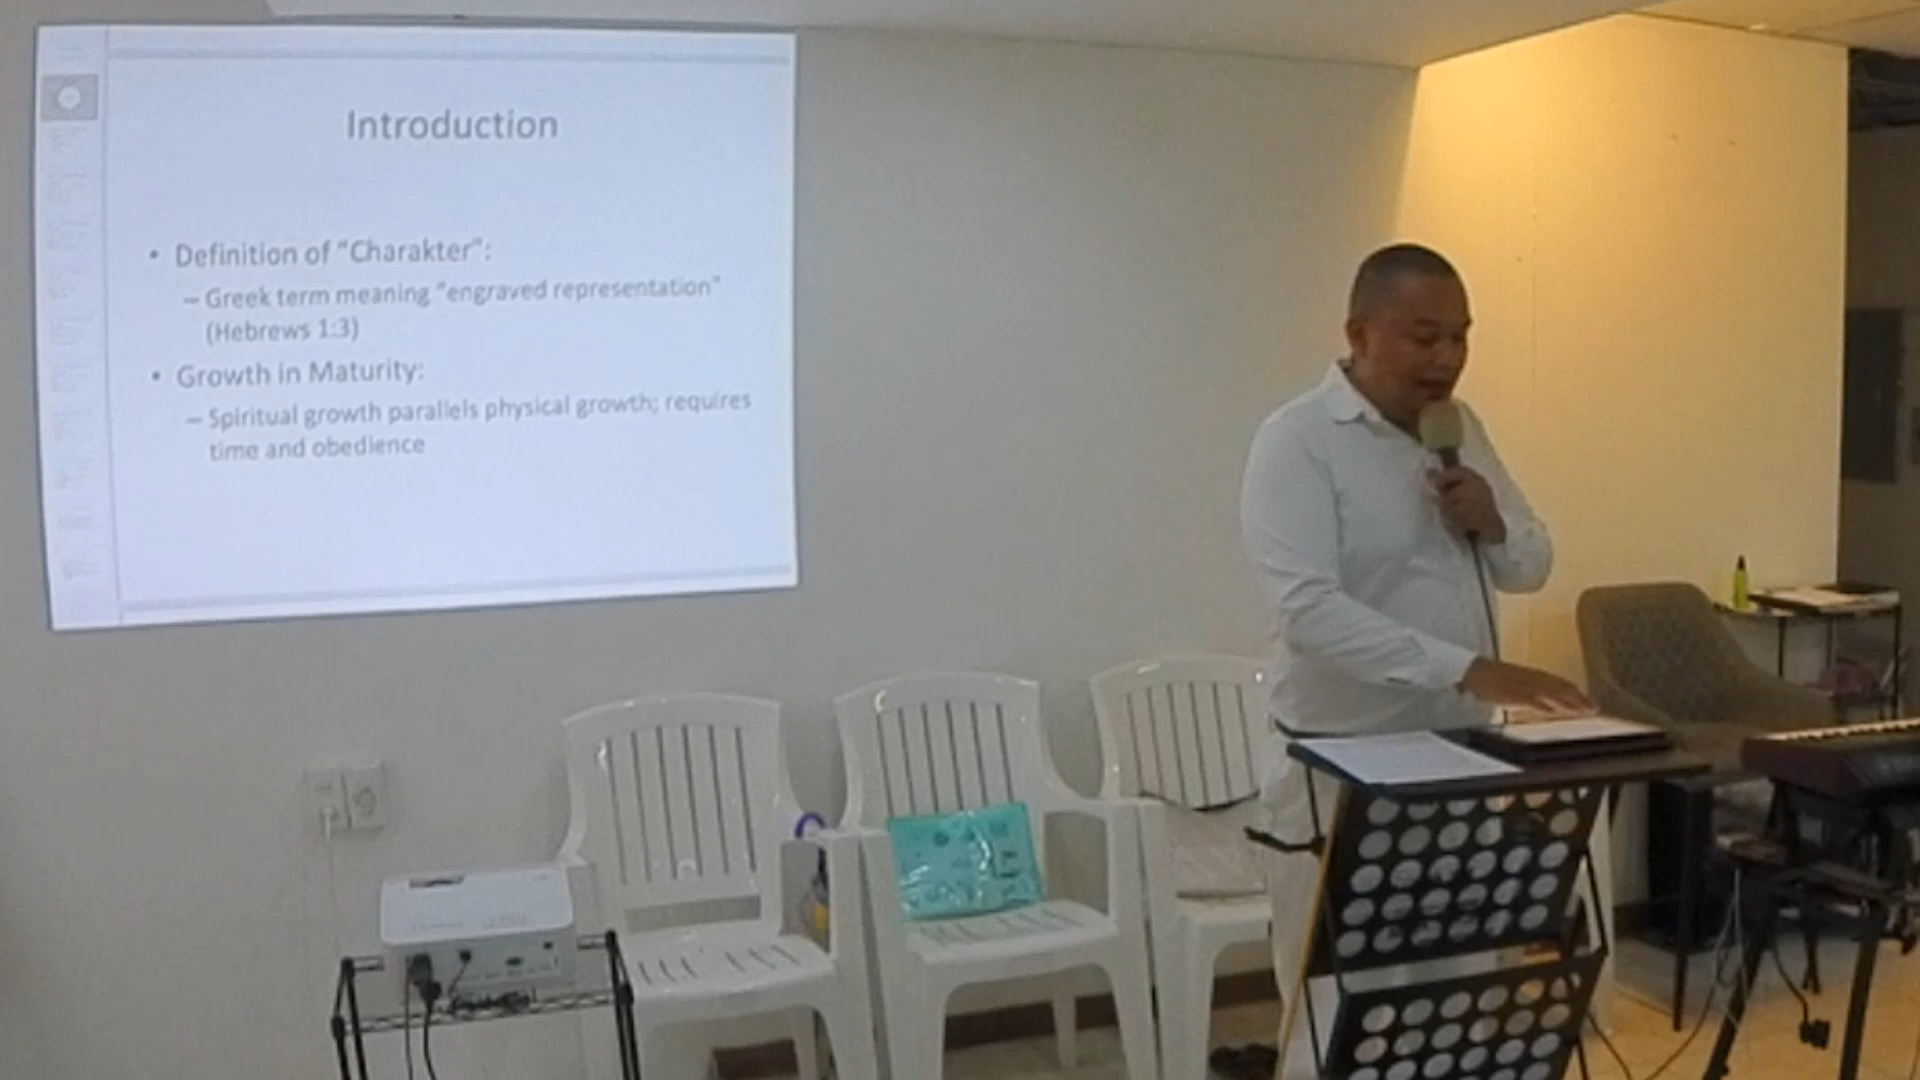 Introduction
• Definition of "Charakter":
– Greek term meaning "engraved representation"
(Hebrews 1:3)
• Growth in Maturity:
– Spiritual growth parallels physical growth; requires
time and obedience